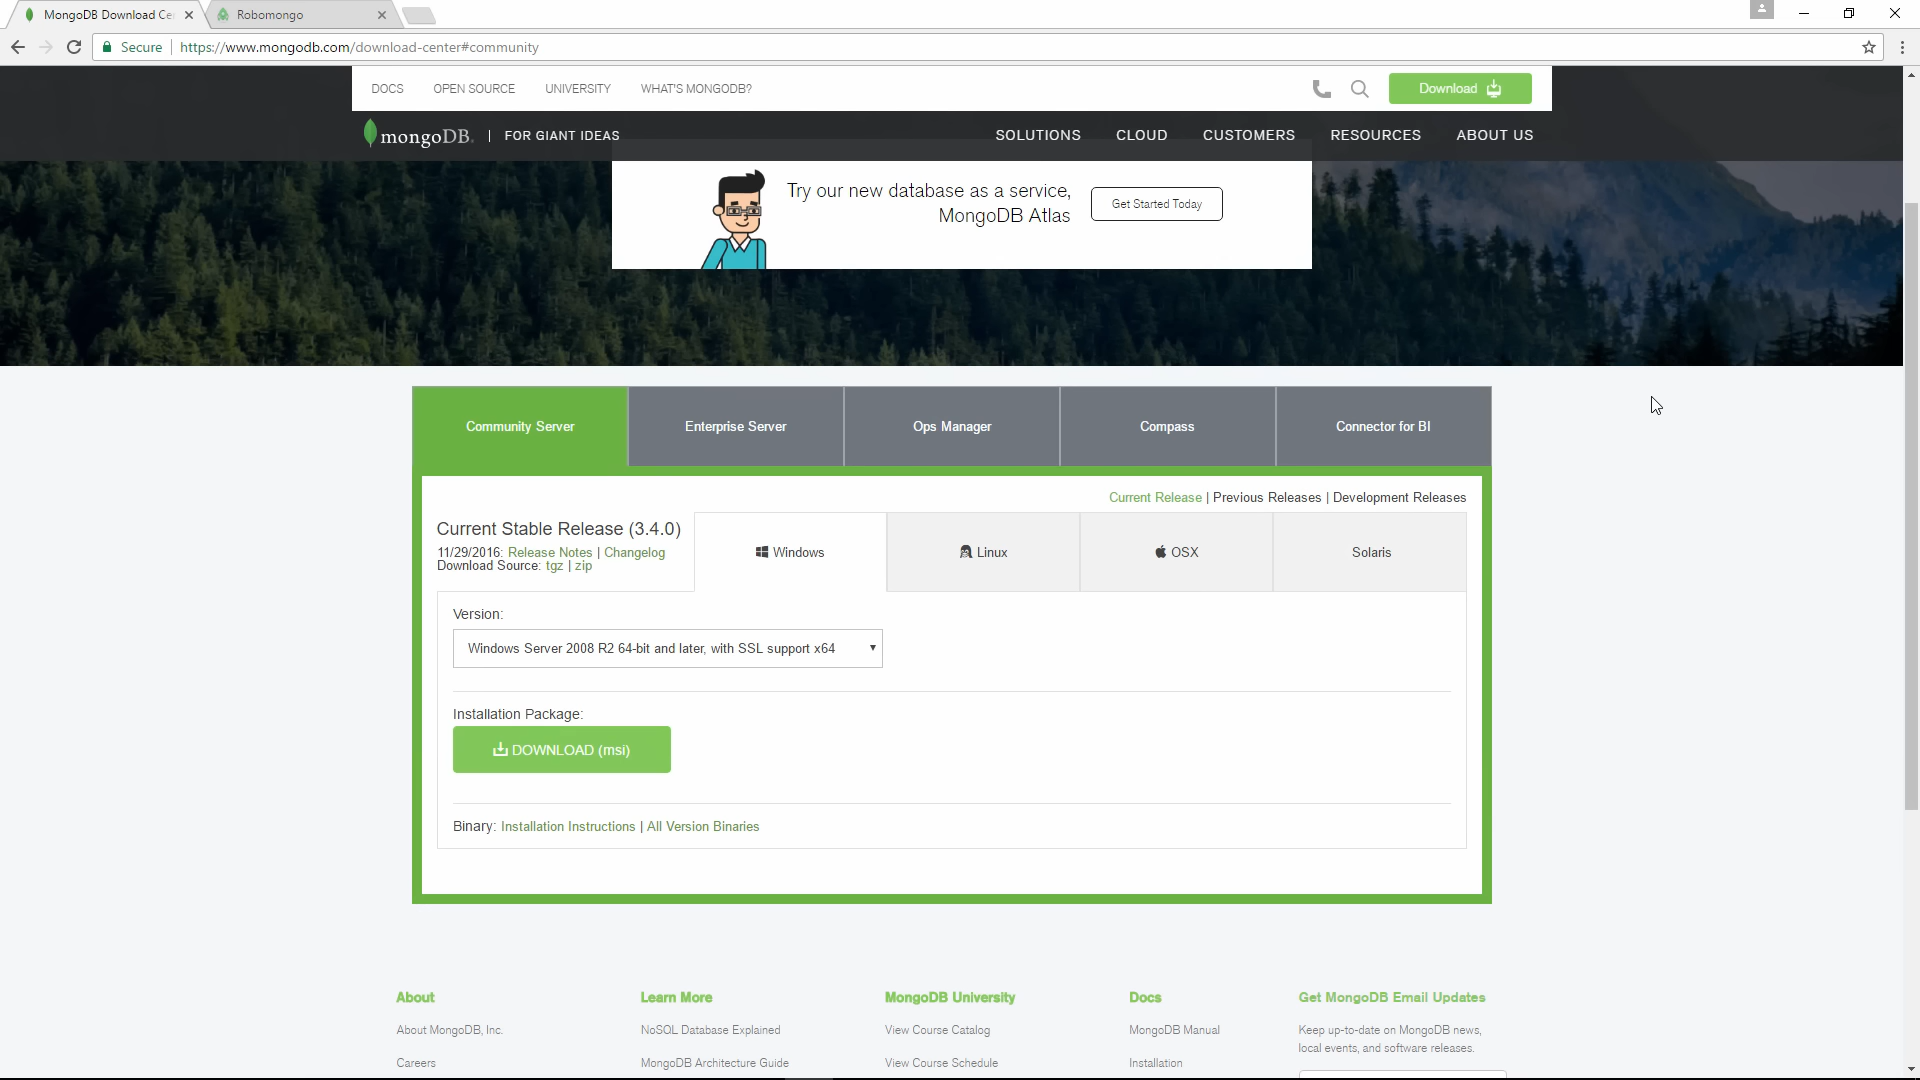 MongoDB Download Ce
Robomongo
Secure
https://www.mongodb.com/download-center#community
DOCS OPEN SOURCE UNIVERSITY WHAT'S MONGODB?
Download
mongoDB. | FOR GIANT IDEAS
SOLUTIONS CLOUD CUSTOMERS RESOURCES ABOUT US
Try our new database as a service,
MongoDB Atlas
Get Started Today
Community Server Enterprise Server Ops Manager Compass Connector for BI
Current Release | Previous Releases | Development Releases
Current Stable Release (3.4.0)
11/29/2016: Release Notes | Changelog
Download Source: tgz | zip
Windows Linux OSX Solaris
Version:
Windows Server 2008 R2 64-bit and later, with SSL support x64
Installation Package:
DOWNLOAD (msi)
Binary: Installation Instructions | All Version Binaries
About Learn More MongoDB University Docs Get MongoDB Email Updates
About MongoDB, Inc. NoSQL Database Explained View Course Catalog MongoDB Manual Keep up-to-date on MongoDB news,
local events, and software releases.
Careers MongoDB Architecture Guide View Course Schedule Installation